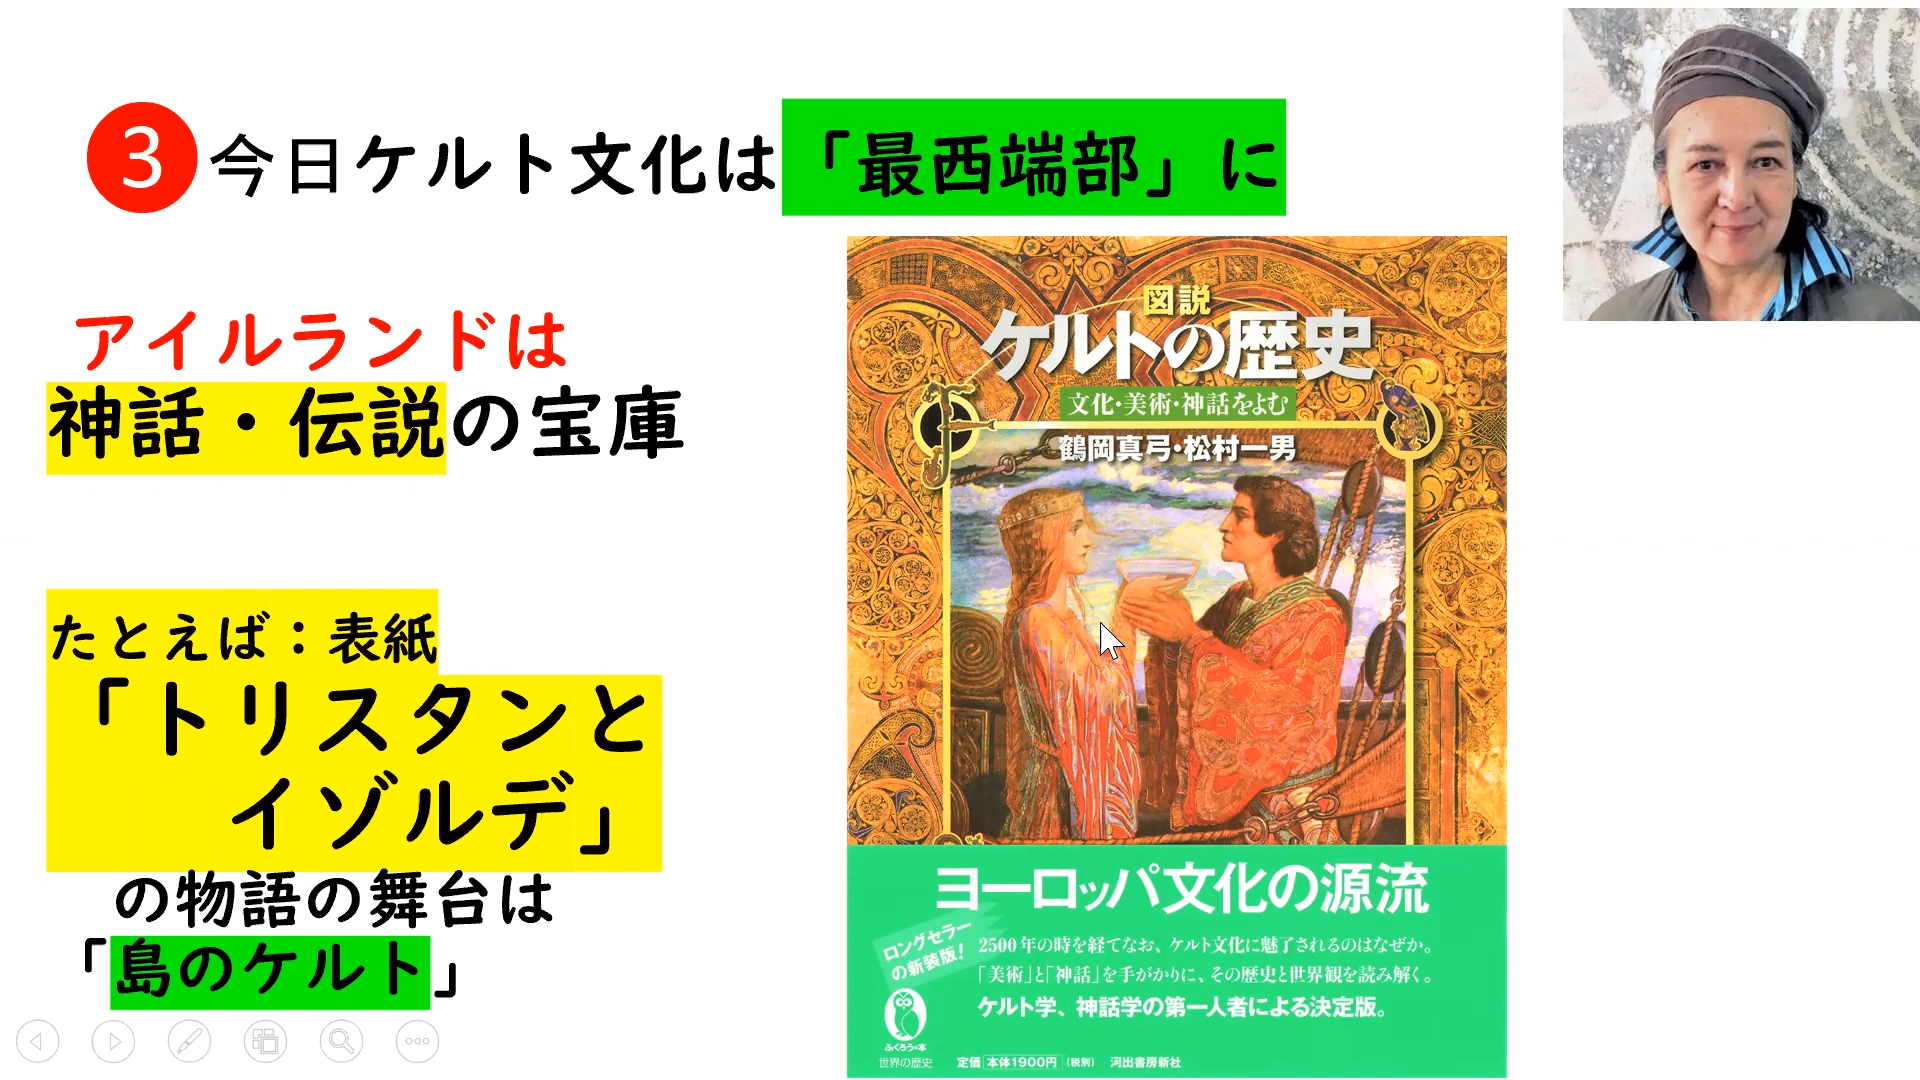 3 今日ケルト文化は「最西端部」に
アイルランドは
神話・伝説の宝庫
たとえば：表紙
「トリスタンと
イゾルデ」
の物語の舞台は
「島のケルト」
図説
ケルトの歴史
文化・美術・神話をよむ
鶴岡真弓・松村一男
ヨーロッパ文化の源流
ロングセラー
の新装版!
2500年の時を経てなお、ケルト文化に魅了されるのはなぜか。
「美術」と「神話」を手がかりに、その歴史と世界観を読み解く。
ケルト学、神話学の第一人者による決定版。
ふくろうの本
世界の歴史
定価 本体1900円 (税別) 河出書房新社